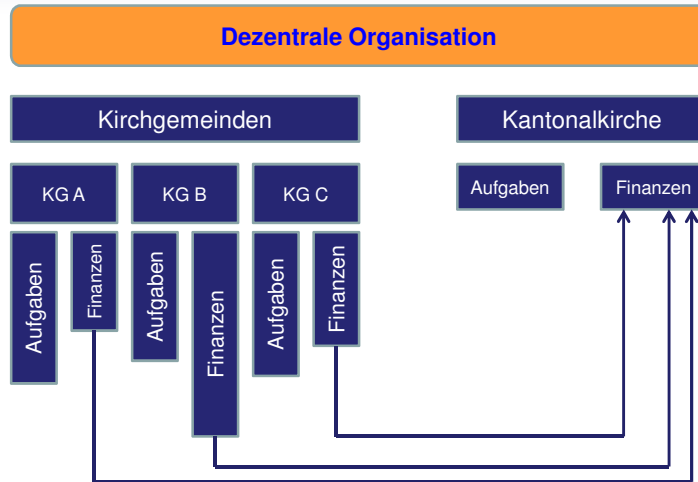 Dezentrale Organisation
Kirchgemeinden
Kantonalkirche
KG A
KG B
KG C
Aufgaben
Finanzen
Aufgaben
Finanzen
Aufgaben
Finanzen
Aufgaben
Finanzen